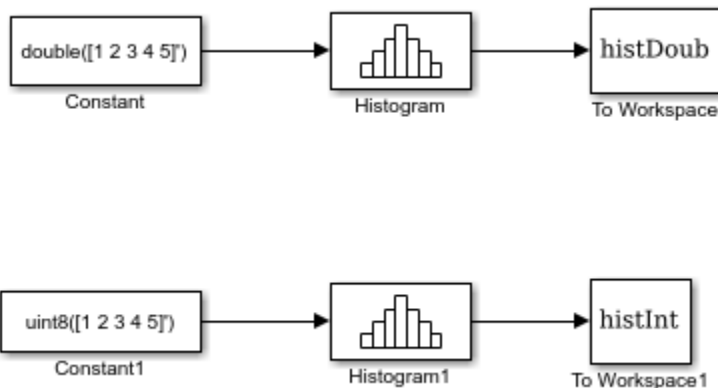 double([1 2 3 4 5]')
histDoub
Constant
Histogram
To Workspace
uint8([1 2 3 4 5]')
histInt
Constant1
Histogram1
To Workspace1